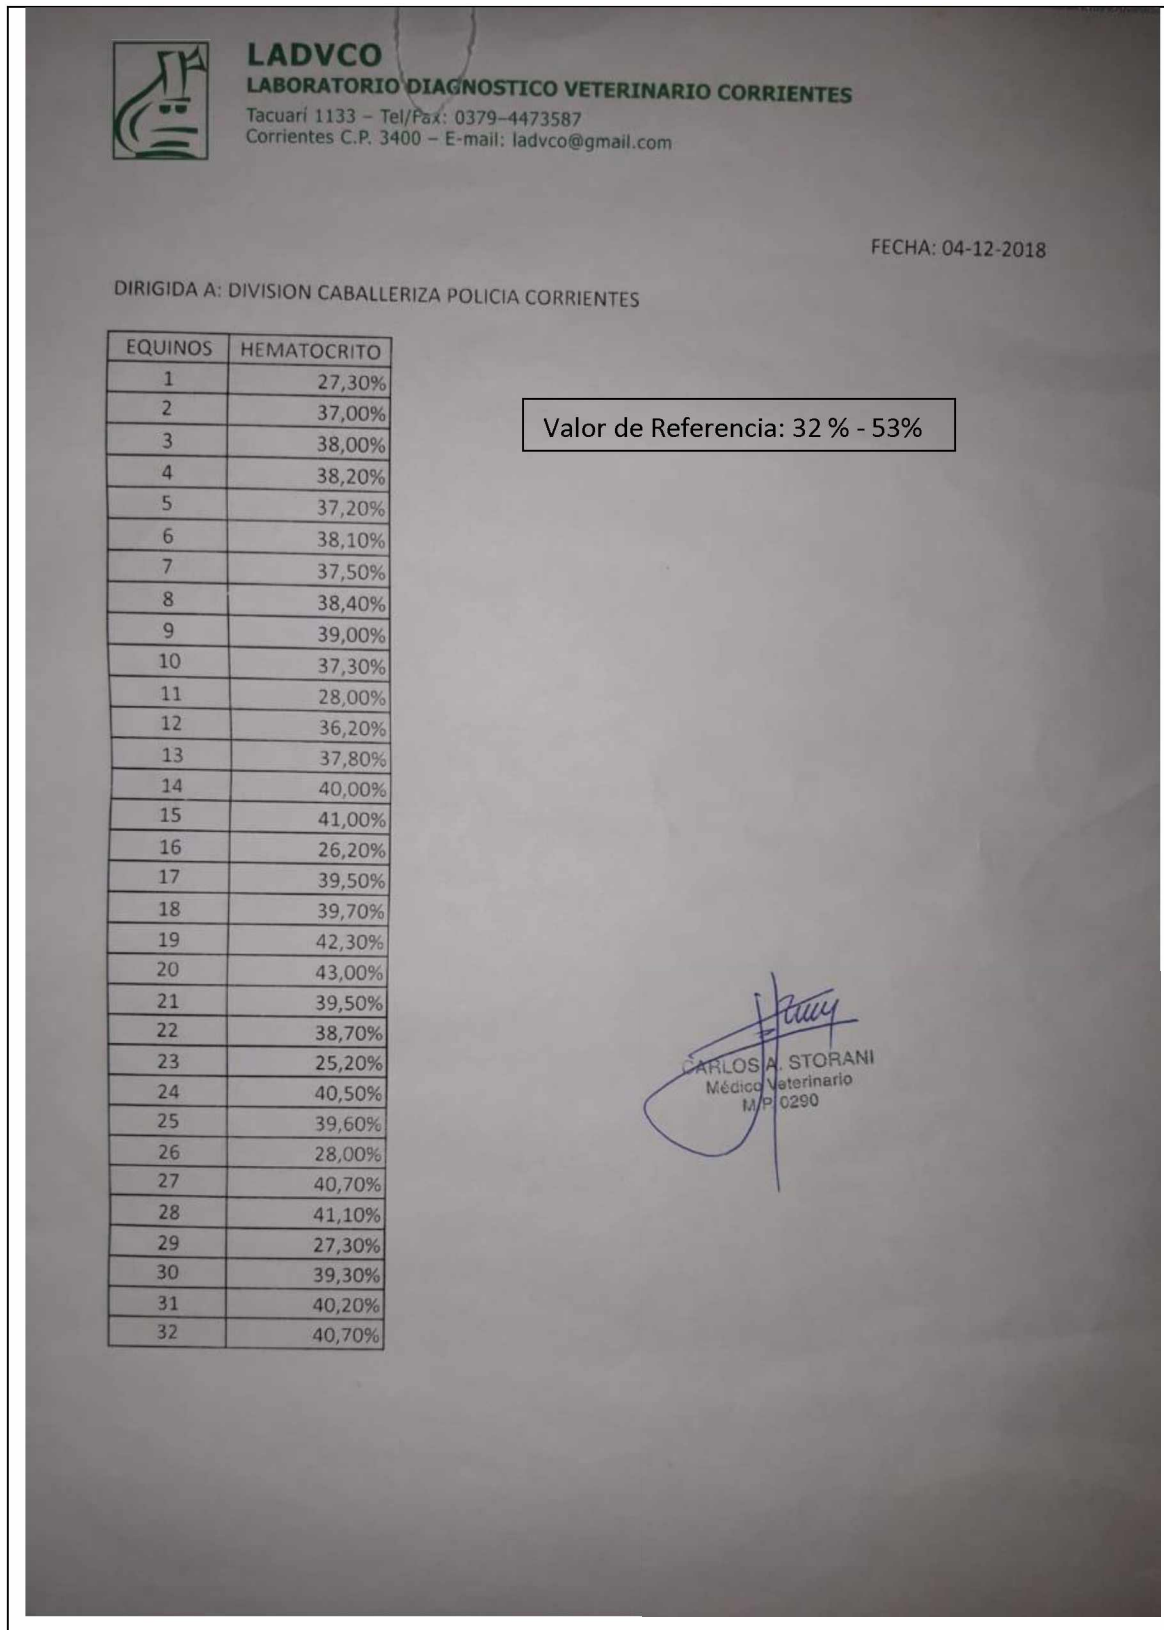 LADVCO
LABORATORIO DIAGNOSTICO VETERINARIO CORRIENTES
Tacuarí 1133 – Tel/Fax: 0379–4473587
Corrientes C.P. 3400 – E-mail: ladvco@gmail.com
FECHA: 04-12-2018
DIRIGIDA A: DIVISION CABALLERIZA POLICIA CORRIENTES
EQUINOS HEMATOCRITO
1 27,30%
2 37,00%
Valor de Referencia: 32 % - 53%
3 38,00%
4 38,20%
5 37,20%
6 38,10%
7 37,50%
8 38,40%
9 39,00%
10 37,30%
11 28,00%
12 36,20%
13 37,80%
14 40,00%
15 41,00%
16 26,20%
17 39,50%
18 39,70%
19 42,30%
20 43,00%
21 39,50%
22 38,70%
23 25,20%
24 40,50%
25 39,60%
26 28,00%
27 40,70%
28 41,10%
29 27,30%
30 39,30%
31 40,20%
32 40,70%
CARLOS A. STORANI
Médico Veterinario
M.P. 0290